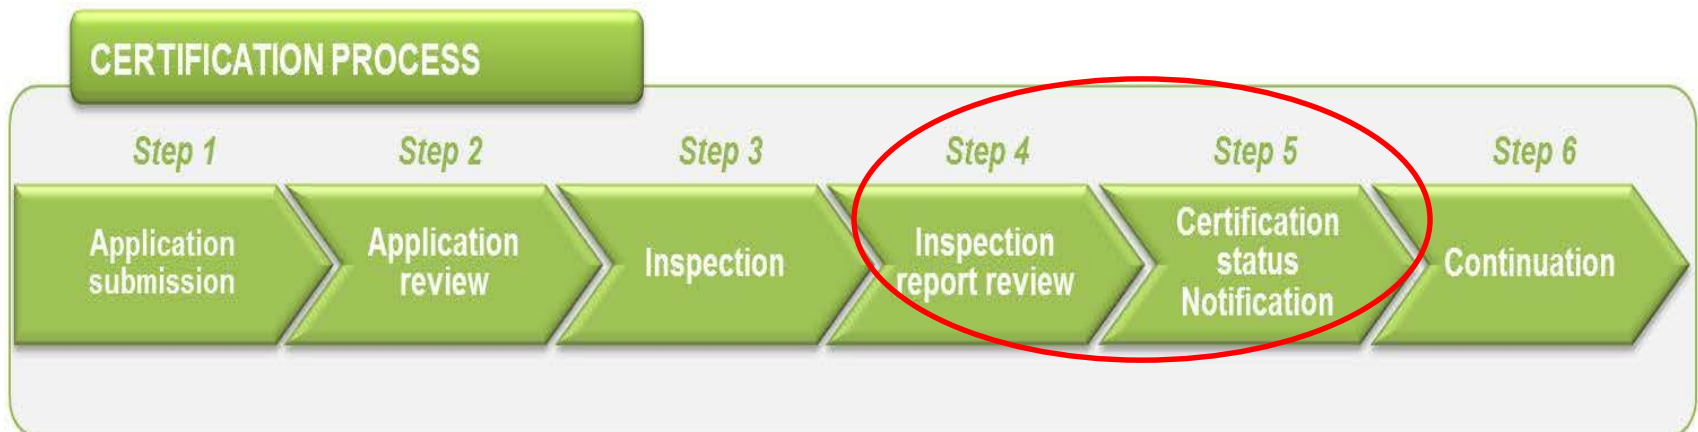 CERTIFICATION PROCESS
Step 1
Step 2
Step 3
Step 4
Step 5
Step 6
Application
submission
Application
review
Inspection
Inspection
report review
Certification
status
Notification
Continuation